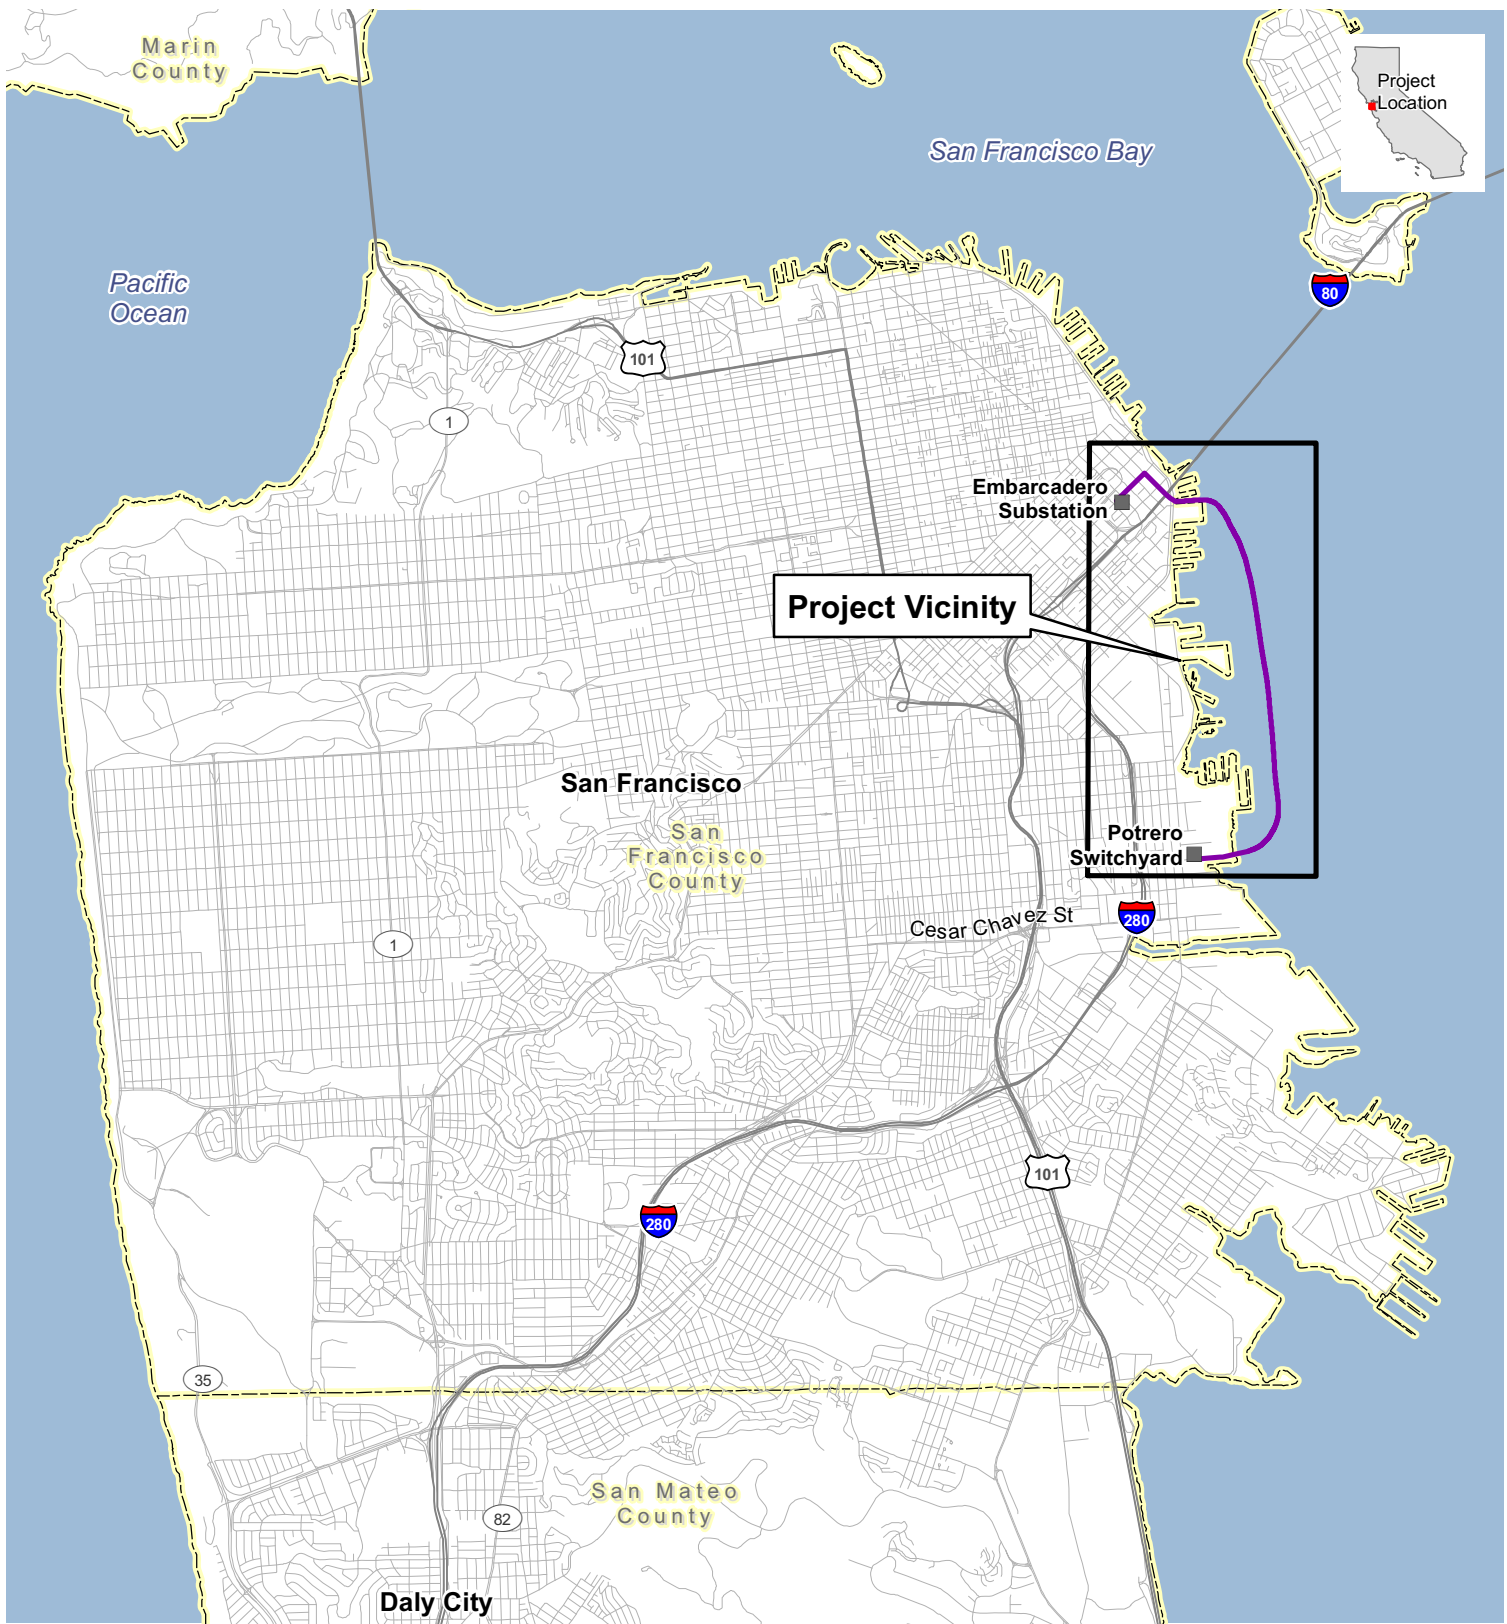 Marin
County
Project
Location
San Francisco Bay
Pacific
Ocean
80
101
1
Embarcadero
Substation
Project Vicinity
San Francisco
San
Francisco
County
Potrero
Switchyard
Cesar Chavez St
280
1
101
280
35
San Mateo
County
82
Daly City